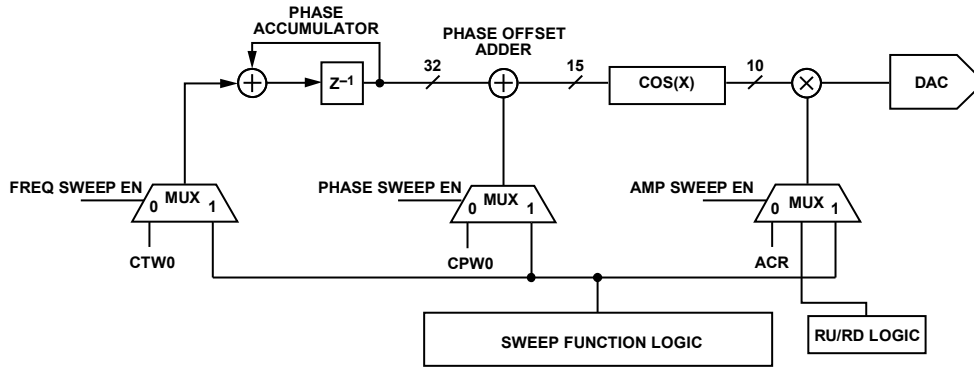 PHASE
ACCUMULATOR
PHASE OFFSET
ADDER
32
15
10
Z–1
COS(X)
DAC
FREQ SWEEP EN
MUX
0
1
PHASE SWEEP EN
MUX
0
1
AMP SWEEP EN
MUX
0
1
CTW0
CPW0
ACR
SWEEP FUNCTION LOGIC
RU/RD LOGIC